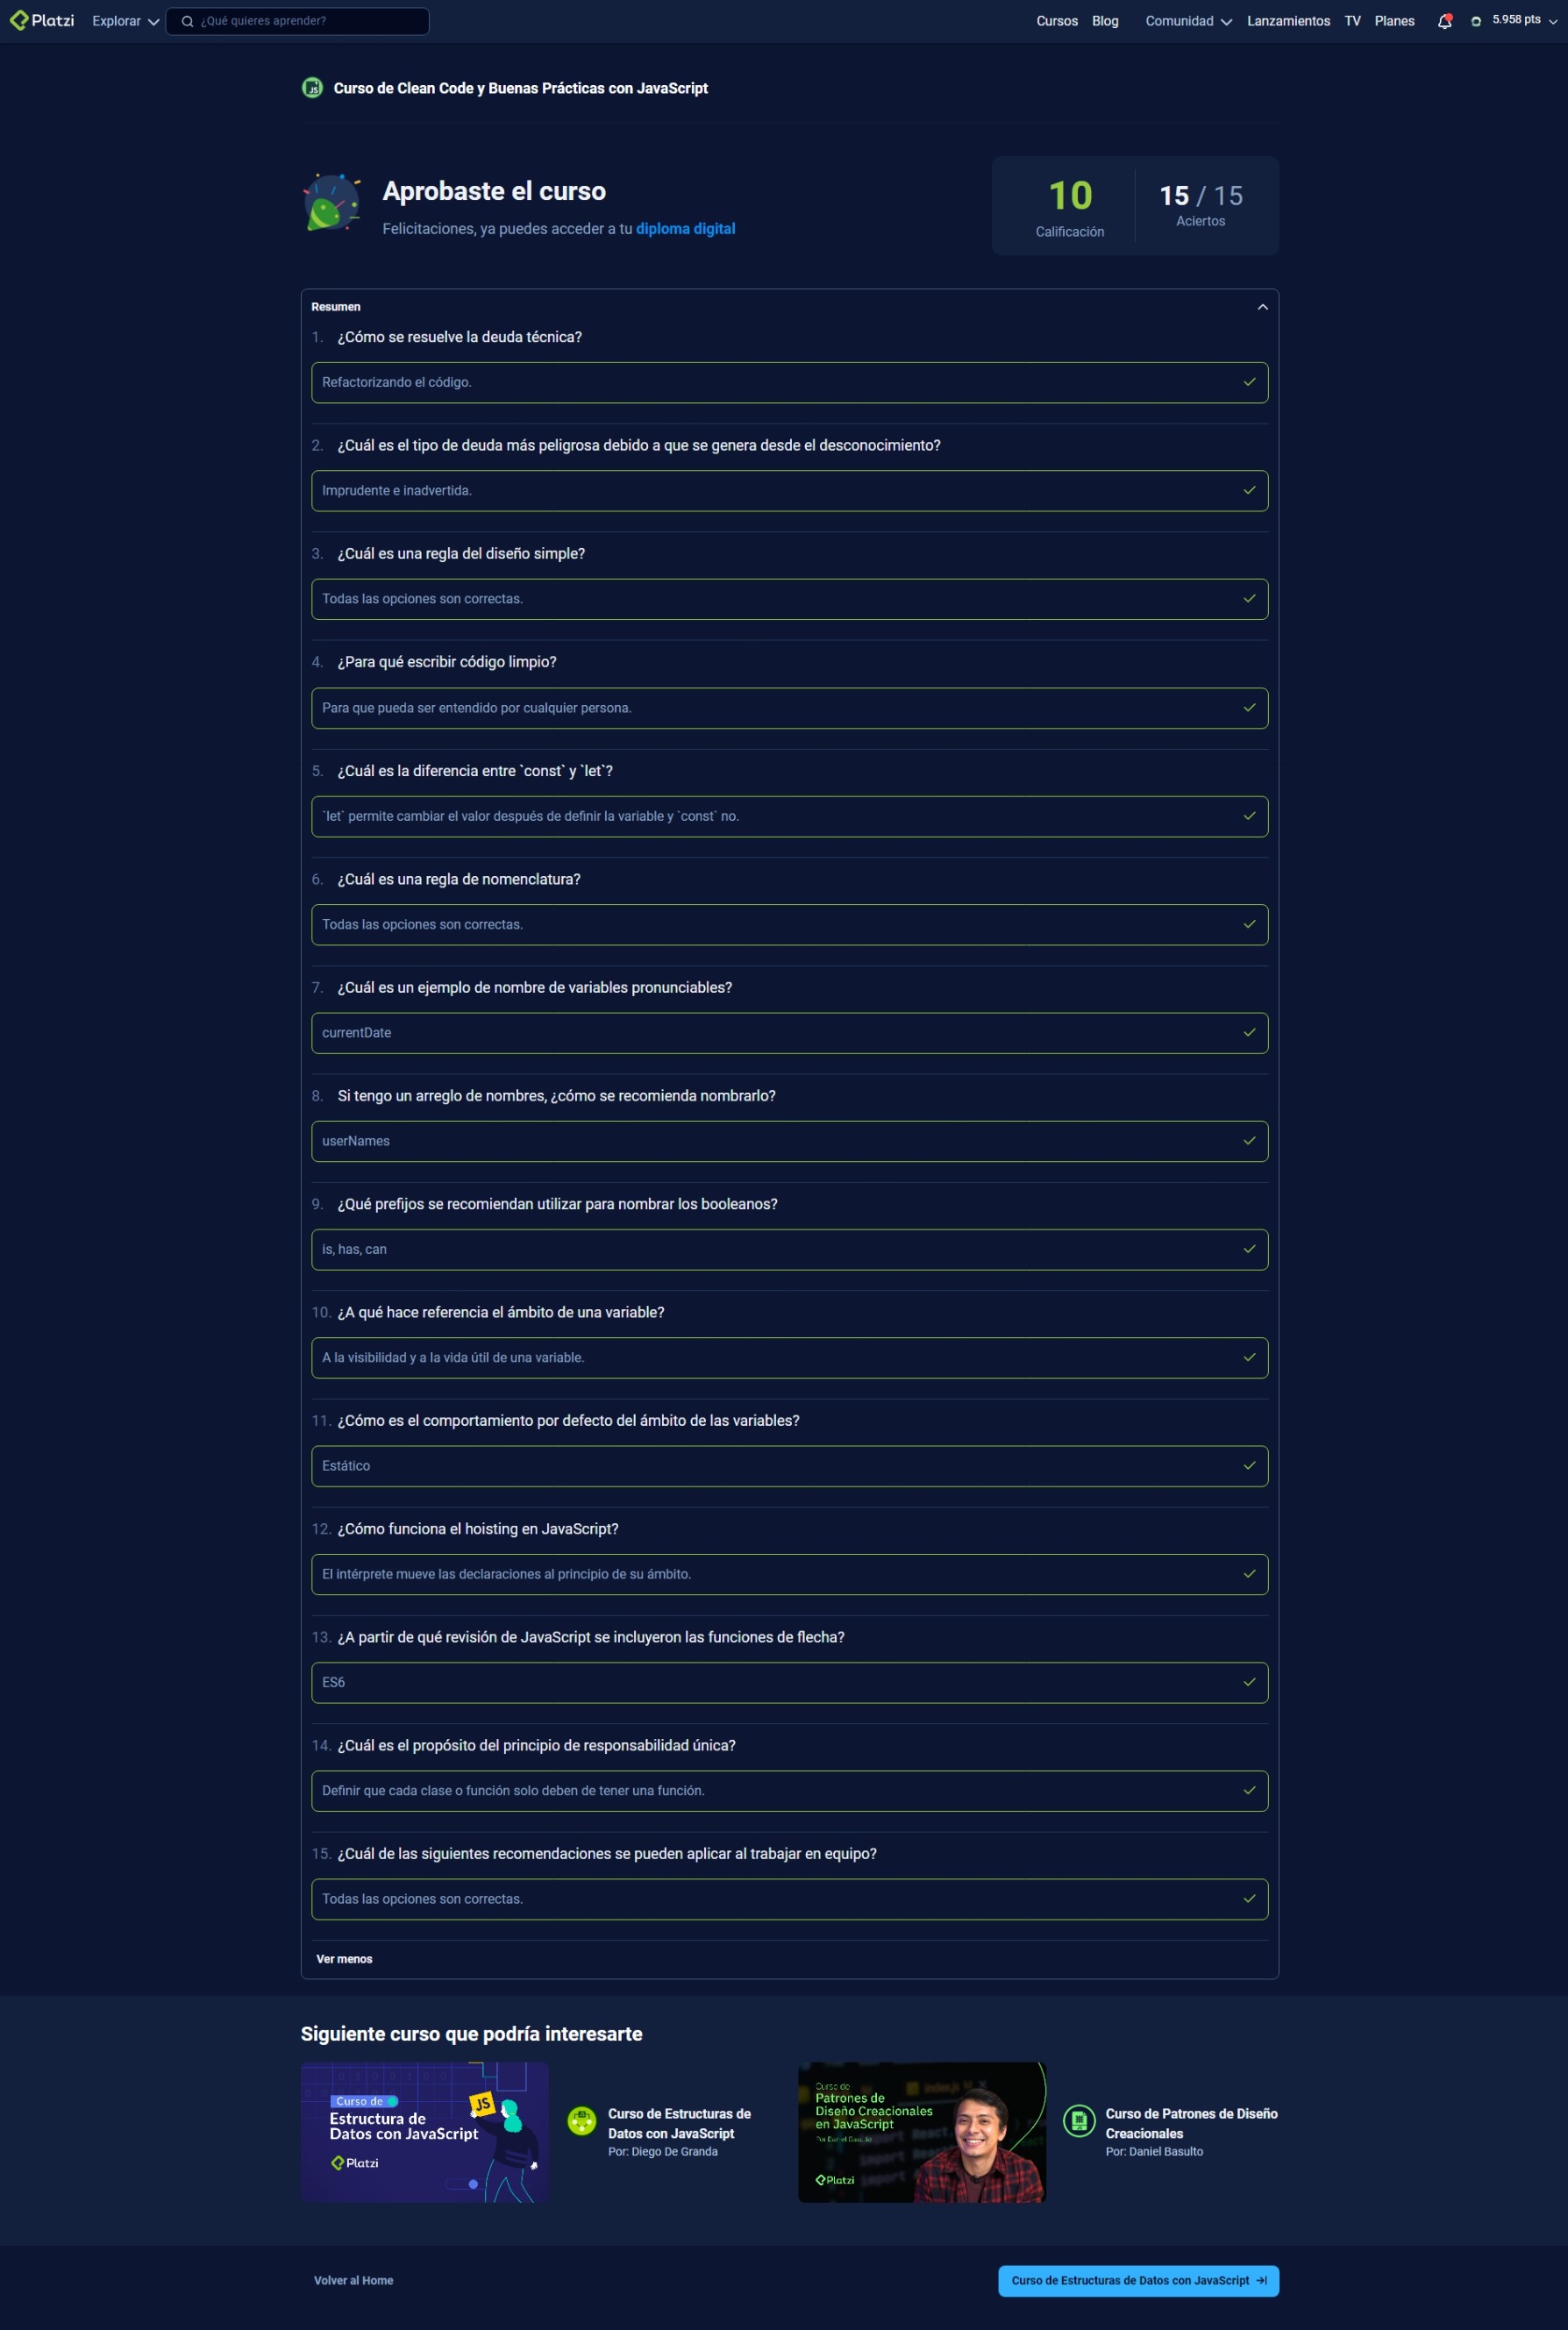 Platzi Explorar ¿Qué quieres aprender? Cursos Blog Comunidad Lanzamientos TV Planes 5.958 pts
Curso de Clean Code y Buenas Prácticas con JavaScript
Aprobaste el curso
Felicitaciones, ya puedes acceder a tu diploma digital
10
Calificación
15 / 15
Aciertos
Resumen
1. ¿Cómo se resuelve la deuda técnica?
Refactorizando el código.
2. ¿Cuál es el tipo de deuda más peligrosa debido a que se genera desde el desconocimiento?
Imprudente e inadvertida.
3. ¿Cuál es una regla del diseño simple?
Todas las opciones son correctas.
4. ¿Para qué escribir código limpio?
Para que pueda ser entendido por cualquier persona.
5. ¿Cuál es la diferencia entre `const` y `let`?
`let` permite cambiar el valor después de definir la variable y `const` no.
6. ¿Cuál es una regla de nomenclatura?
Todas las opciones son correctas.
7. ¿Cuál es un ejemplo de nombre de variables pronunciables?
currentDate
8. Si tengo un arreglo de nombres, ¿cómo se recomienda nombrarlo?
userNames
9. ¿Qué prefijos se recomiendan utilizar para nombrar los booleanos?
is, has, can
10. ¿A qué hace referencia el ámbito de una variable?
A la visibilidad y a la vida útil de una variable.
11. ¿Cómo es el comportamiento por defecto del ámbito de las variables?
Estático
12. ¿Cómo funciona el hoisting en JavaScript?
El intérprete mueve las declaraciones al principio de su ámbito.
13. ¿A partir de qué revisión de JavaScript se incluyeron las funciones de flecha?
ES6
14. ¿Cuál es el propósito del principio de responsabilidad única?
Definir que cada clase o función solo deben de tener una función.
15. ¿Cuál de las siguientes recomendaciones se pueden aplicar al trabajar en equipo?
Todas las opciones son correctas.
Ver menos
Siguiente curso que podría interesarte
Curso de
Estructura de
Datos con JavaScript
JS
Platzi
Curso de Estructuras de
Datos con JavaScript
Por: Diego De Granda
Curso de
Patrones de
Diseño Creacionales
en JavaScript
Platzi
Curso de Patrones de Diseño
Creacionales
Por: Daniel Basulto
Volver al Home
Curso de Estructuras de Datos con JavaScript